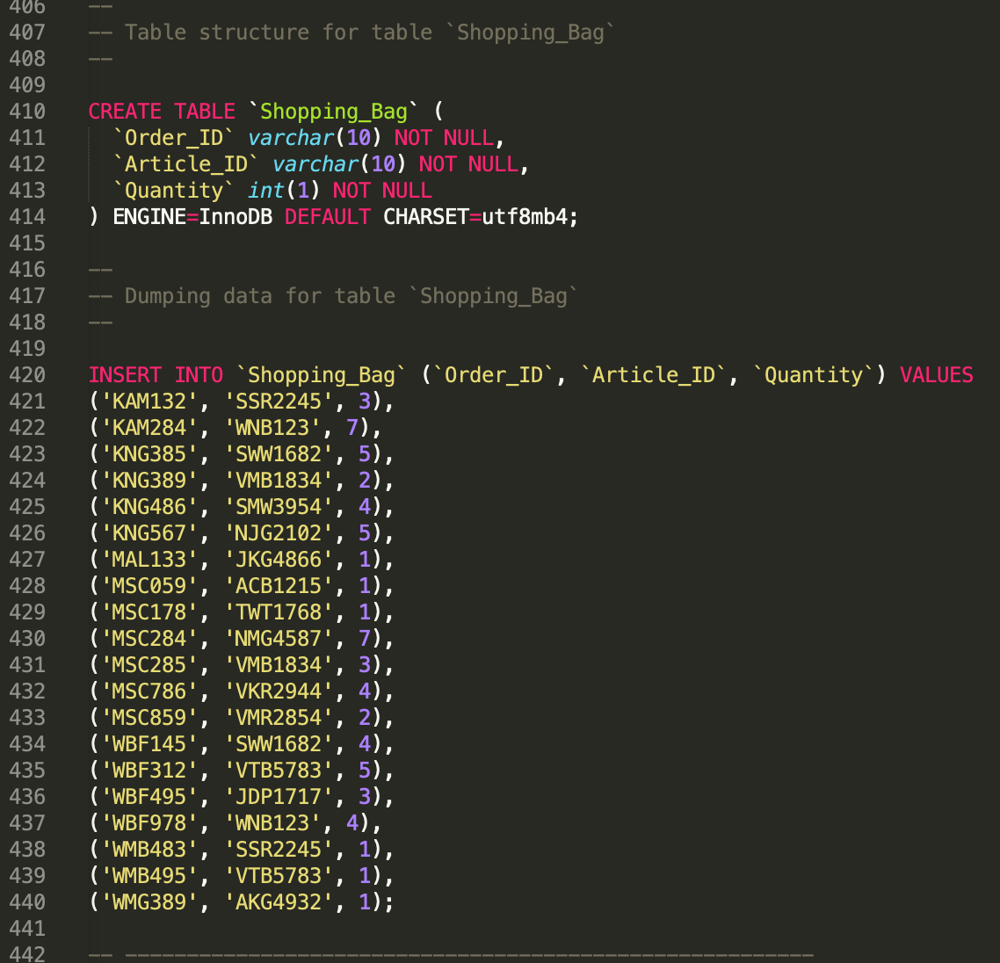 406 --
407 -- Table structure for table `Shopping_Bag`
408 --
409
410 CREATE TABLE `Shopping_Bag` (
411   `Order_ID` varchar(10) NOT NULL,
412   `Article_ID` varchar(10) NOT NULL,
413   `Quantity` int(1) NOT NULL
414 ) ENGINE=InnoDB DEFAULT CHARSET=utf8mb4;
415
416 --
417 -- Dumping data for table `Shopping_Bag`
418 --
419
420 INSERT INTO `Shopping_Bag` (`Order_ID`, `Article_ID`, `Quantity`) VALUES
421 ('KAM132', 'SSR2245', 3),
422 ('KAM284', 'WNB123', 7),
423 ('KNG385', 'SWW1682', 5),
424 ('KNG389', 'VMB1834', 2),
425 ('KNG486', 'SMW3954', 4),
426 ('KNG567', 'NJG2102', 5),
427 ('MAL133', 'JKG4866', 1),
428 ('MSC059', 'ACB1215', 1),
429 ('MSC178', 'TWT1768', 1),
430 ('MSC284', 'NMG4587', 7),
431 ('MSC285', 'VMB1834', 3),
432 ('MSC786', 'VKR2944', 4),
433 ('MSC859', 'VMR2854', 2),
434 ('WBF145', 'SWW1682', 4),
435 ('WBF312', 'VTB5783', 5),
436 ('WBF495', 'JDP1717', 3),
437 ('WBF978', 'WNB123', 4),
438 ('WMB483', 'SSR2245', 1),
439 ('WMB495', 'VTB5783', 1),
440 ('WMG389', 'AKG4932', 1);
441
442 -- --------------------------------------------------------